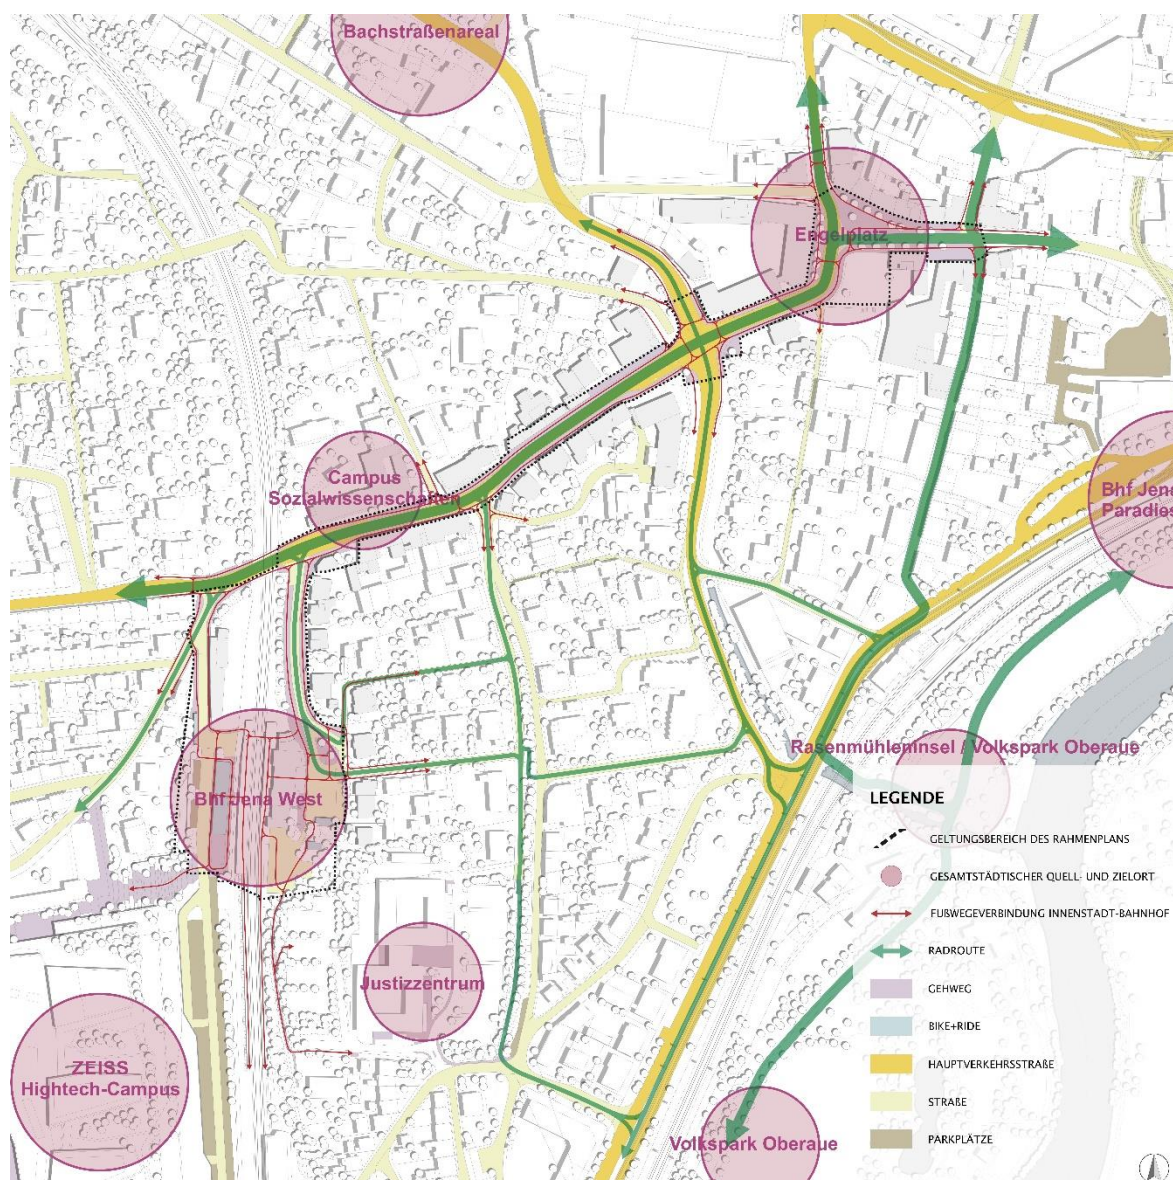 Bachstraßenareal
Engelplatz
Campus
Sozialwissenschaften
Bhf Jena
Paradies
Rasenmühleninsel / Volkspark Oberaue
Bhf Jena West
Justizzentrum
ZEISS
Hightech-Campus
Volkspark Oberaue
LEGENDE
GELTUNGSBEREICH DES RAHMENPLANS
GESAMTSTÄDTISCHER QUELL- UND ZIELORT
FUßWEGEVERBINDUNG INNENSTADT-BAHNHOF
RADROUTE
GEHWEG
BIKE+RIDE
HAUPTVERKEHRSSTRAßE
STRAßE
PARKPLÄTZE